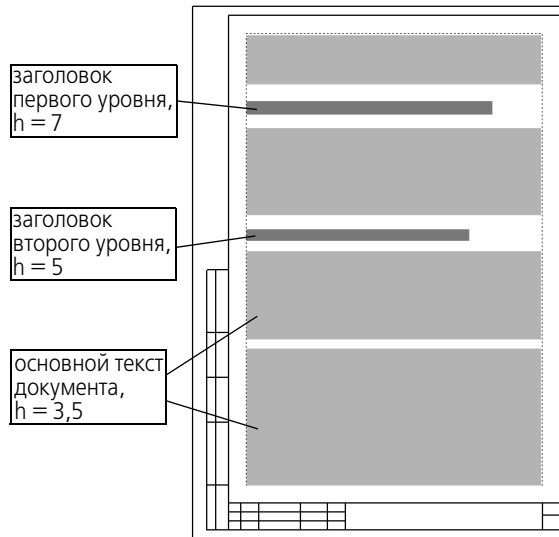 заголовок
первого уровня,
h = 7
заголовок
второго уровня,
h = 5
основной текст
документа,
h = 3,5